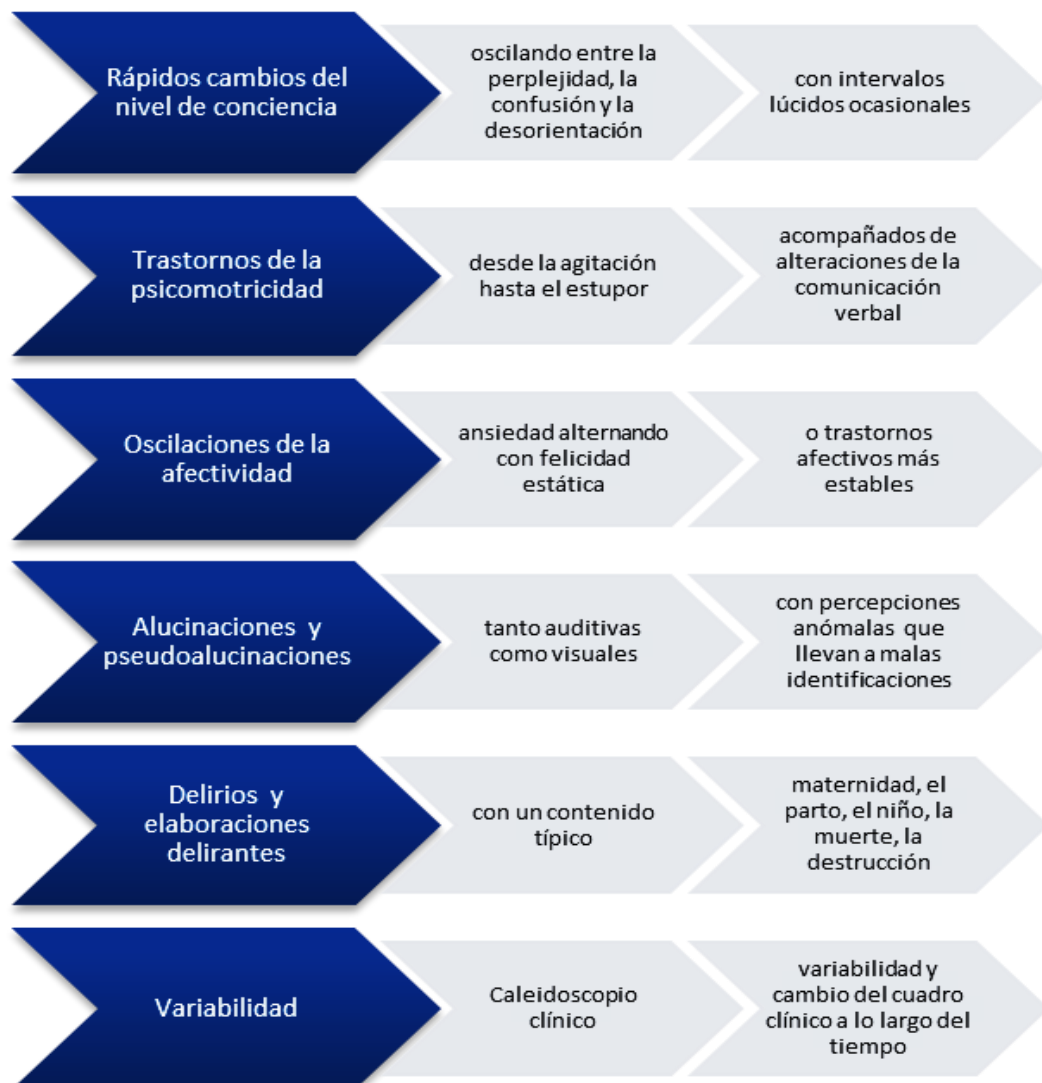 Rápidos cambios del
nivel de conciencia
oscilando entre la
perplejidad, la
confusión y la
desorientación
con intervalos
lúcidos ocasionales
Trastornos de la
psicomotricidad
desde la agitación
hasta el estupor
acompañados de
alteraciones de la
comunicación
verbal
Oscilaciones de la
afectividad
ansiedad alternando
con felicidad
estática
o trastornos
afectivos más
estables
Alucinaciones y
pseudoalucinaciones
tanto auditivas
como visuales
con percepciones
anómalas que
llevan a malas
identificaciones
Delirios y
elaboraciones
delirantes
con un contenido
típico
maternidad, el
parto, el niño, la
muerte, la
destrucción
Variabilidad
Caleidoscopio
clínico
variabilidad y
cambio del cuadro
clínico a lo largo del
tiempo